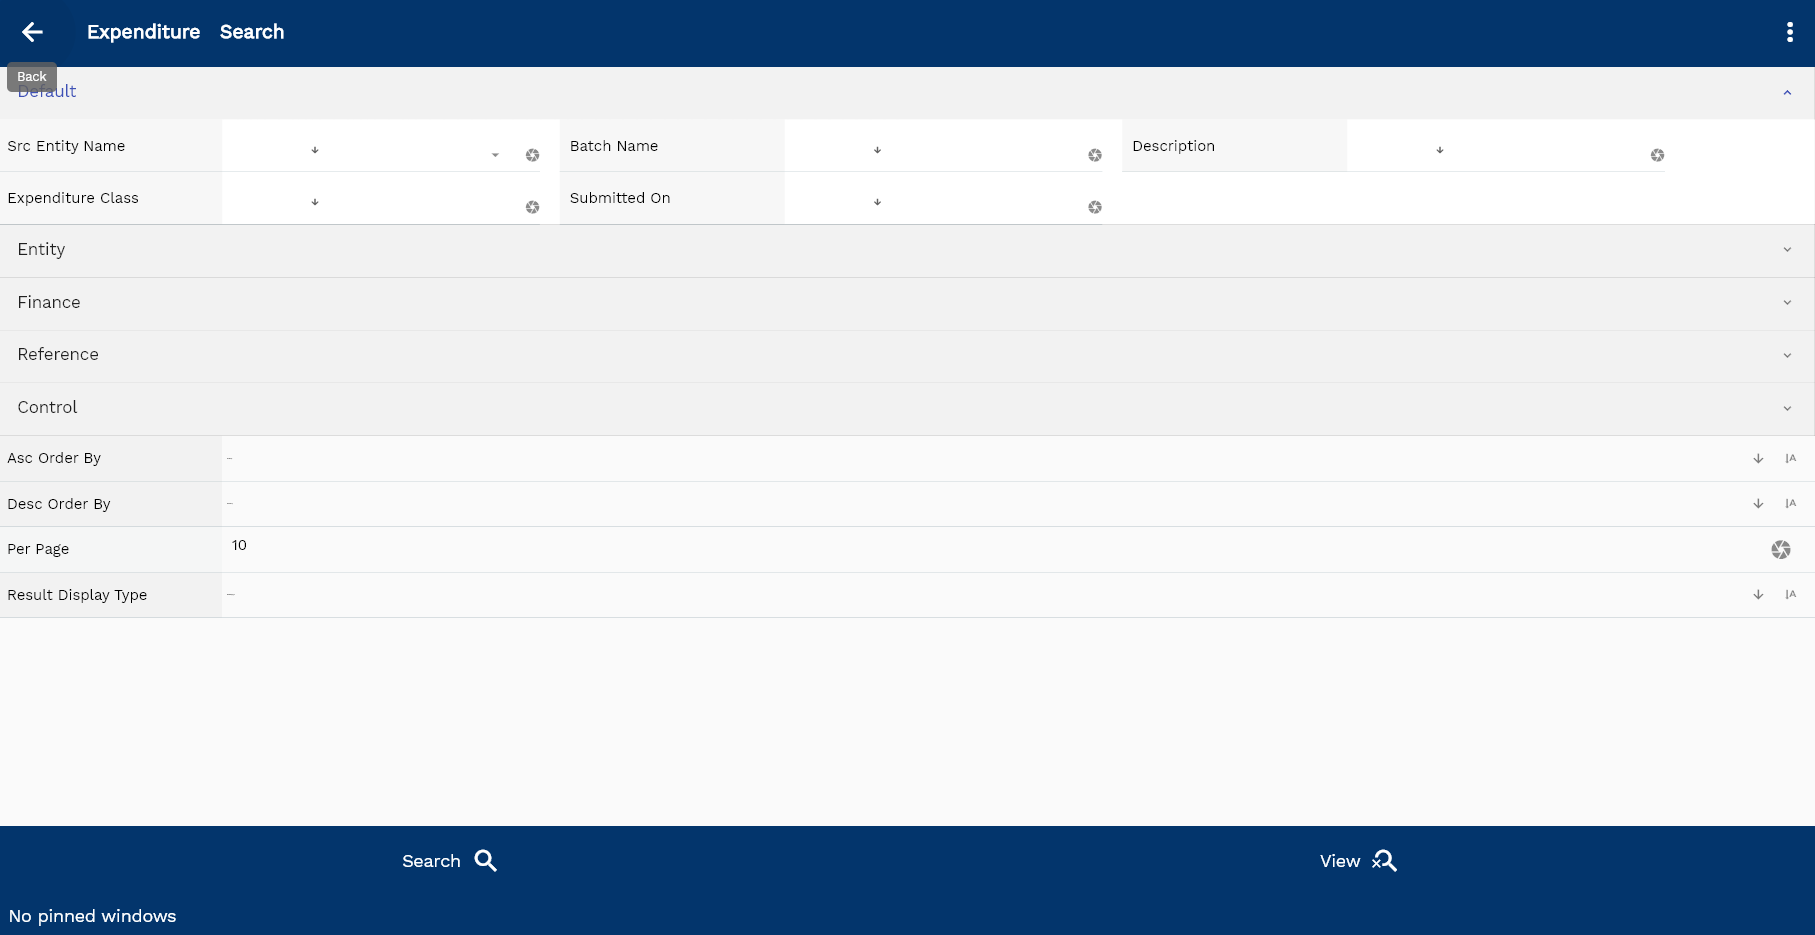 Expenditure Search
Back
Default
Src Entity Name
Batch Name
Description
Expenditure Class
Submitted On
Entity
Finance
Reference
Control
Asc Order By
Desc Order By
Per Page 10
Result Display Type
Search
View
No pinned windows